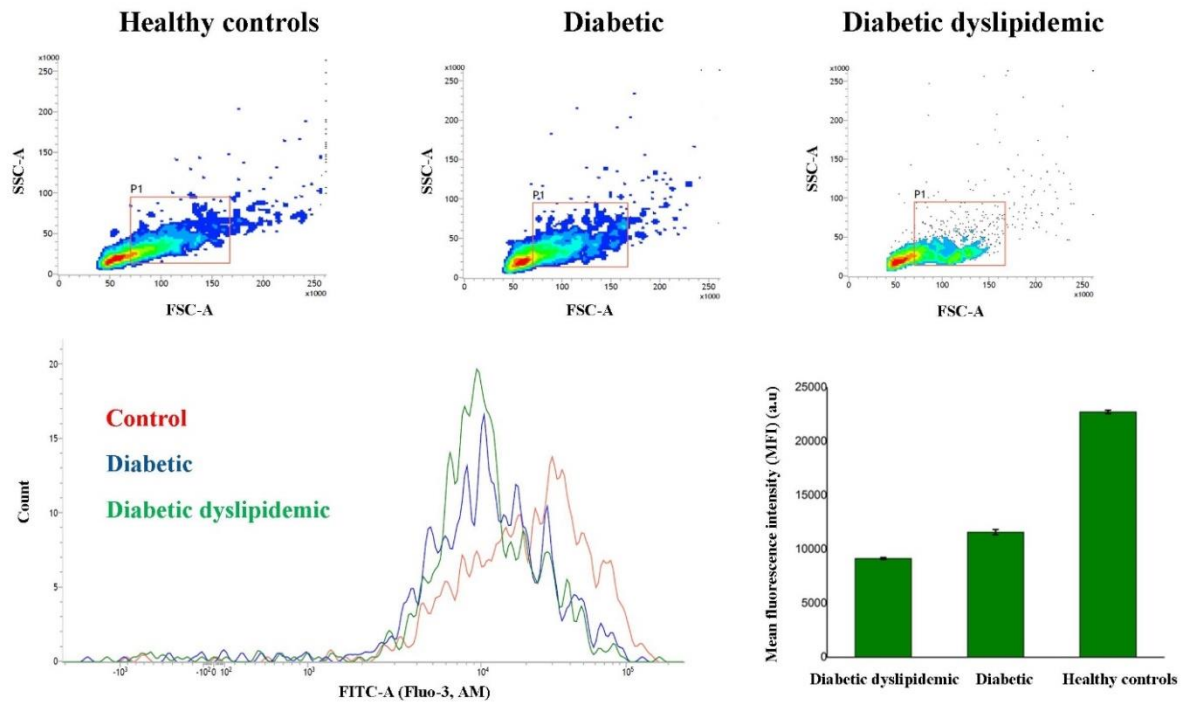 Healthy controls
Diabetic
Diabetic dyslipidemic
x1000
250
200
150
100
50
0
SSC-A
P1
0 50 100 150 200 250
x1000
FSC-A
x1000
250
200
150
100
50
0
SSC-A
P1
0 50 100 150 200 250
x1000
FSC-A
x1000
250
200
150
100
50
0
SSC-A
P1
0 50 100 150 200 250
x1000
FSC-A
20
15
10
5
0
Count
Control
Diabetic
Diabetic dyslipidemic
-10³ 0 10² 10³ 10⁴ 10⁵
FITC-A (Fluo-3, AM)
Mean fluorescence intensity (MFI) (a.u)
25000
20000
15000
10000
5000
0
Diabetic dyslipidemic Diabetic Healthy controls